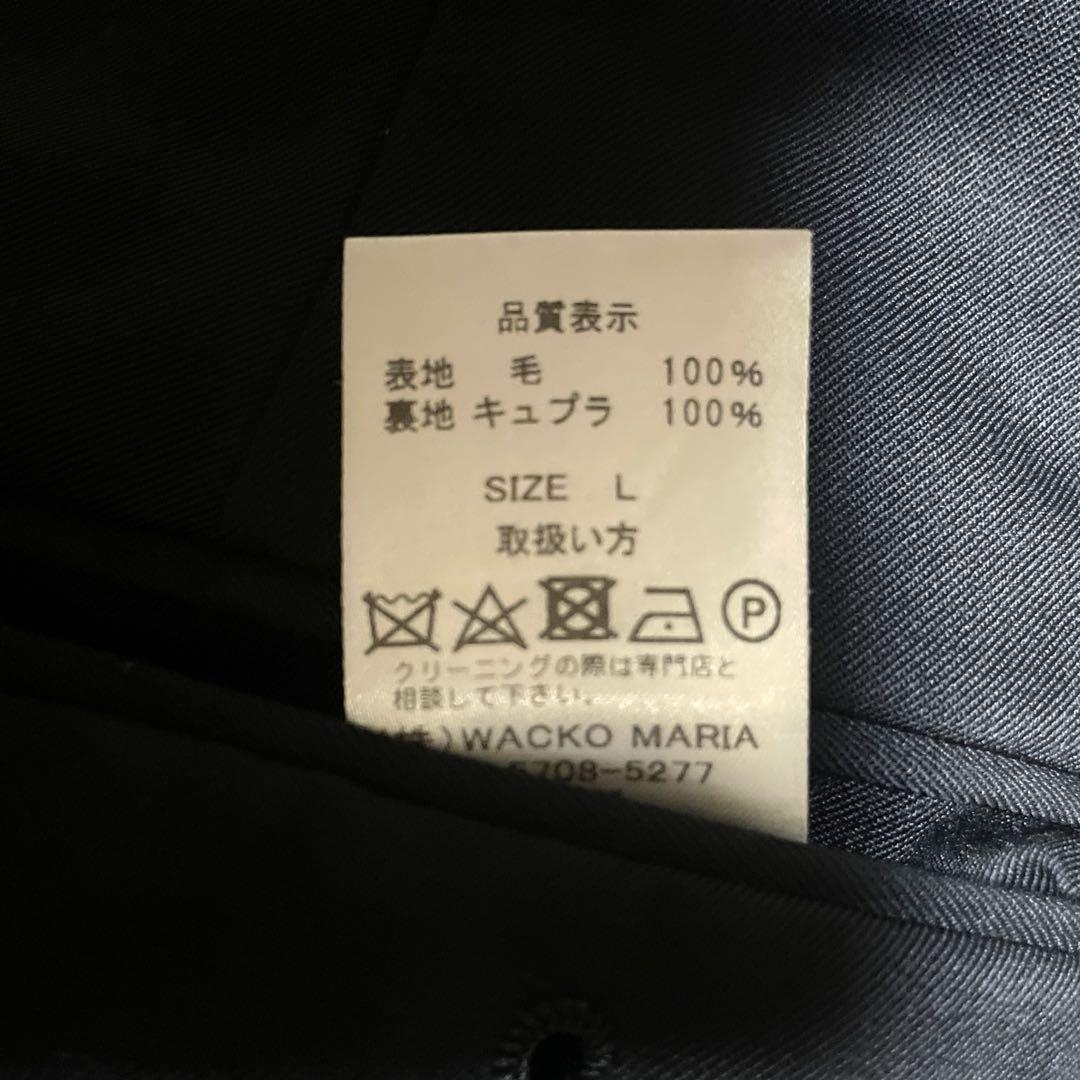 品質表示
表地 毛 100%
裏地 キュプラ 100%
SIZE L
取扱い方
P
クリーニングの際は専門店と
相談して下さい。
WACKO MARIA
5708-5277